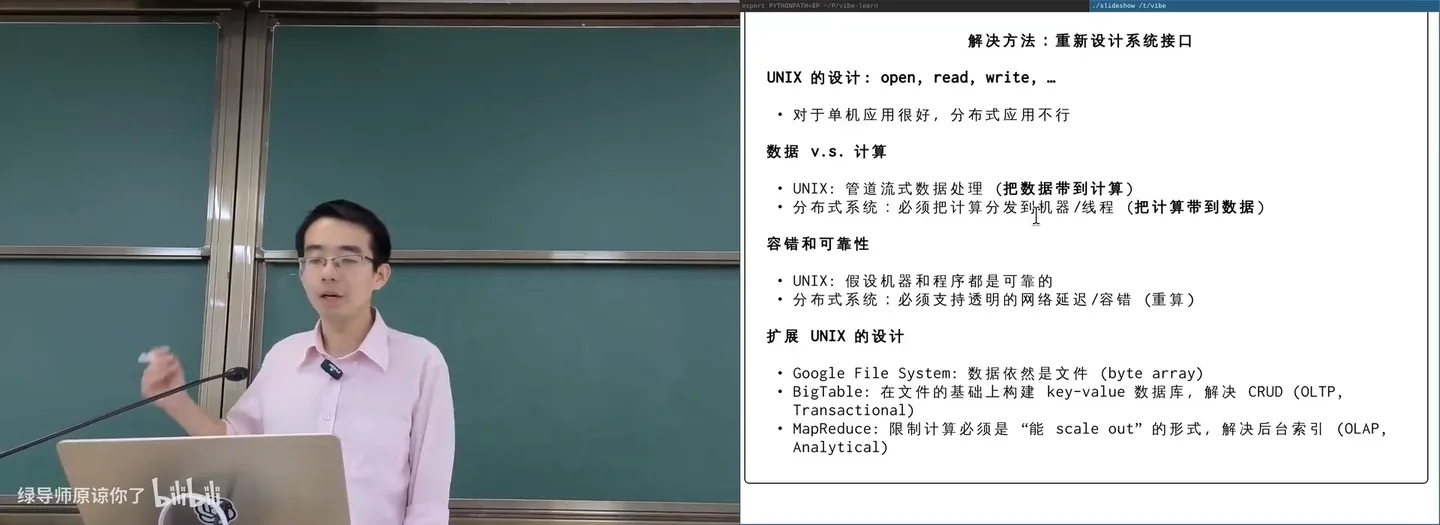 export PYTHONPATH=$P ~/P/vibe-learn
./slideshow /t/vibe
解决方法：重新设计系统接口
UNIX 的设计: open, read, write, …
• 对于单机应用很好, 分布式应用不行
数据 v.s. 计算
• UNIX: 管道流式数据处理 (把数据带到计算)
• 分布式系统：必须把计算分发到机器/线程 (把计算带到数据)
容错和可靠性
• UNIX: 假设机器和程序都是可靠的
• 分布式系统：必须支持透明的网络延迟/容错 (重算)
扩展 UNIX 的设计
• Google File System: 数据依然是文件 (byte array)
• BigTable: 在文件的基础上构建 key-value 数据库, 解决 CRUD (OLTP,
Transactional)
• MapReduce: 限制计算必须是 “能 scale out” 的形式, 解决后台索引 (OLAP,
Analytical)
绿导师原谅你了 bilibili